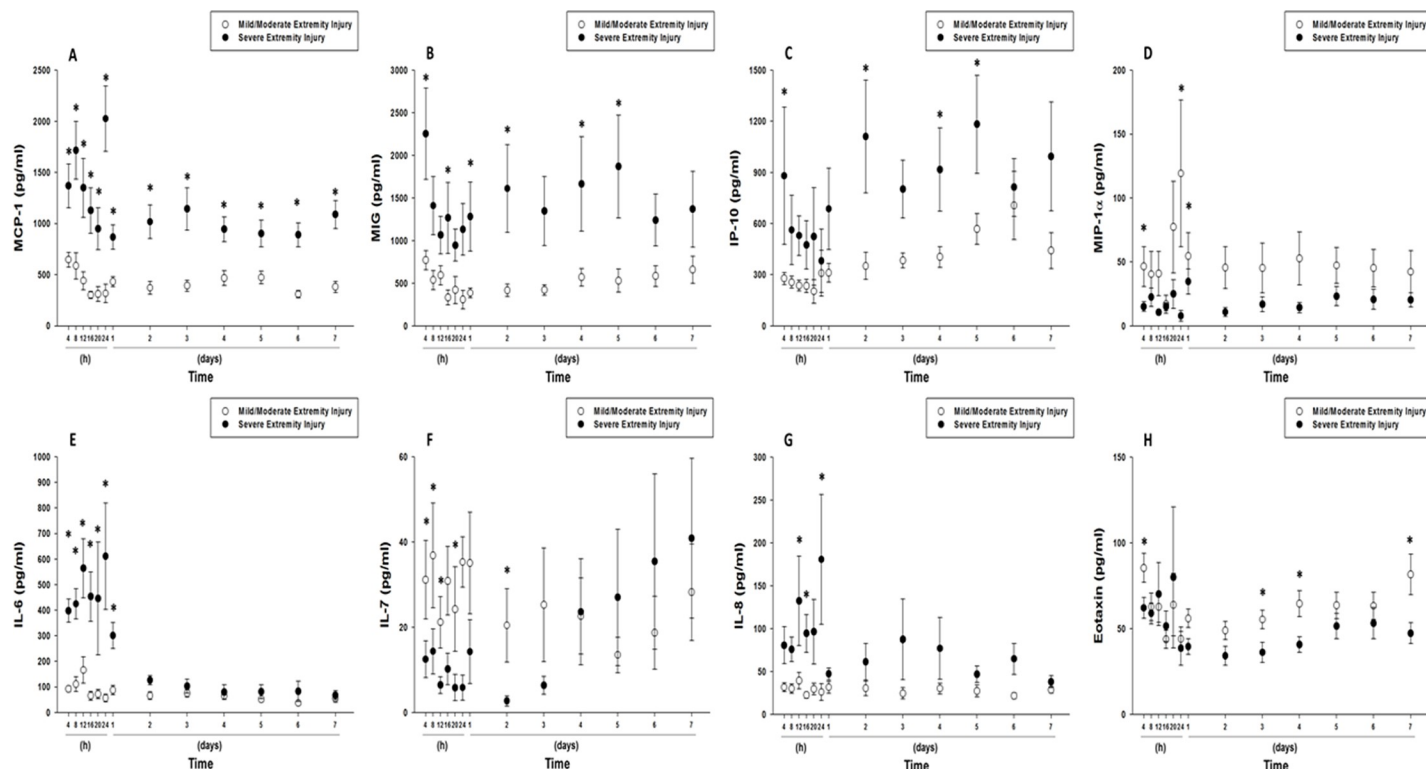 Mild/Moderate Extremity Injury
Severe Extremity Injury
A
MCP-1 (pg/ml)
2500
2000
1500
1000
500
0
4 8 12 16 20 24 1 2 3 4 5 6 7
(h) (days)
Time
Mild/Moderate Extremity Injury
Severe Extremity Injury
B
MIG (pg/ml)
3000
2500
2000
1500
1000
500
0
4 8 12 16 20 24 1 2 3 4 5 6 7
(h) (days)
Time
Mild/Moderate Extremity Injury
Severe Extremity Injury
C
IP-10 (pg/ml)
1500
1200
900
600
300
0
4 8 12 16 20 24 1 2 3 4 5 6 7
(h) (days)
Time
Mild/Moderate Extremity Injury
Severe Extremity Injury
D
MIP-1α (pg/ml)
200
150
100
50
0
4 8 12 16 20 24 1 2 3 4 5 6 7
(h) (days)
Time
Mild/Moderate Extremity Injury
Severe Extremity Injury
E
IL-6 (pg/ml)
1000
900
800
700
600
500
400
300
200
100
0
4 8 12 16 20 24 1 2 3 4 5 6 7
(h) (days)
Time
Mild/Moderate Extremity Injury
Severe Extremity Injury
F
IL-7 (pg/ml)
60
40
20
0
4 8 12 16 20 24 1 2 3 4 5 6 7
(h) (days)
Time
Mild/Moderate Extremity Injury
Severe Extremity Injury
G
IL-8 (pg/ml)
300
250
200
150
100
50
0
4 8 12 16 20 24 1 2 3 4 5 6 7
(h) (days)
Time
Mild/Moderate Extremity Injury
Severe Extremity Injury
H
Eotaxin (pg/ml)
150
100
50
0
4 8 12 16 20 24 1 2 3 4 5 6 7
(h) (days)
Time